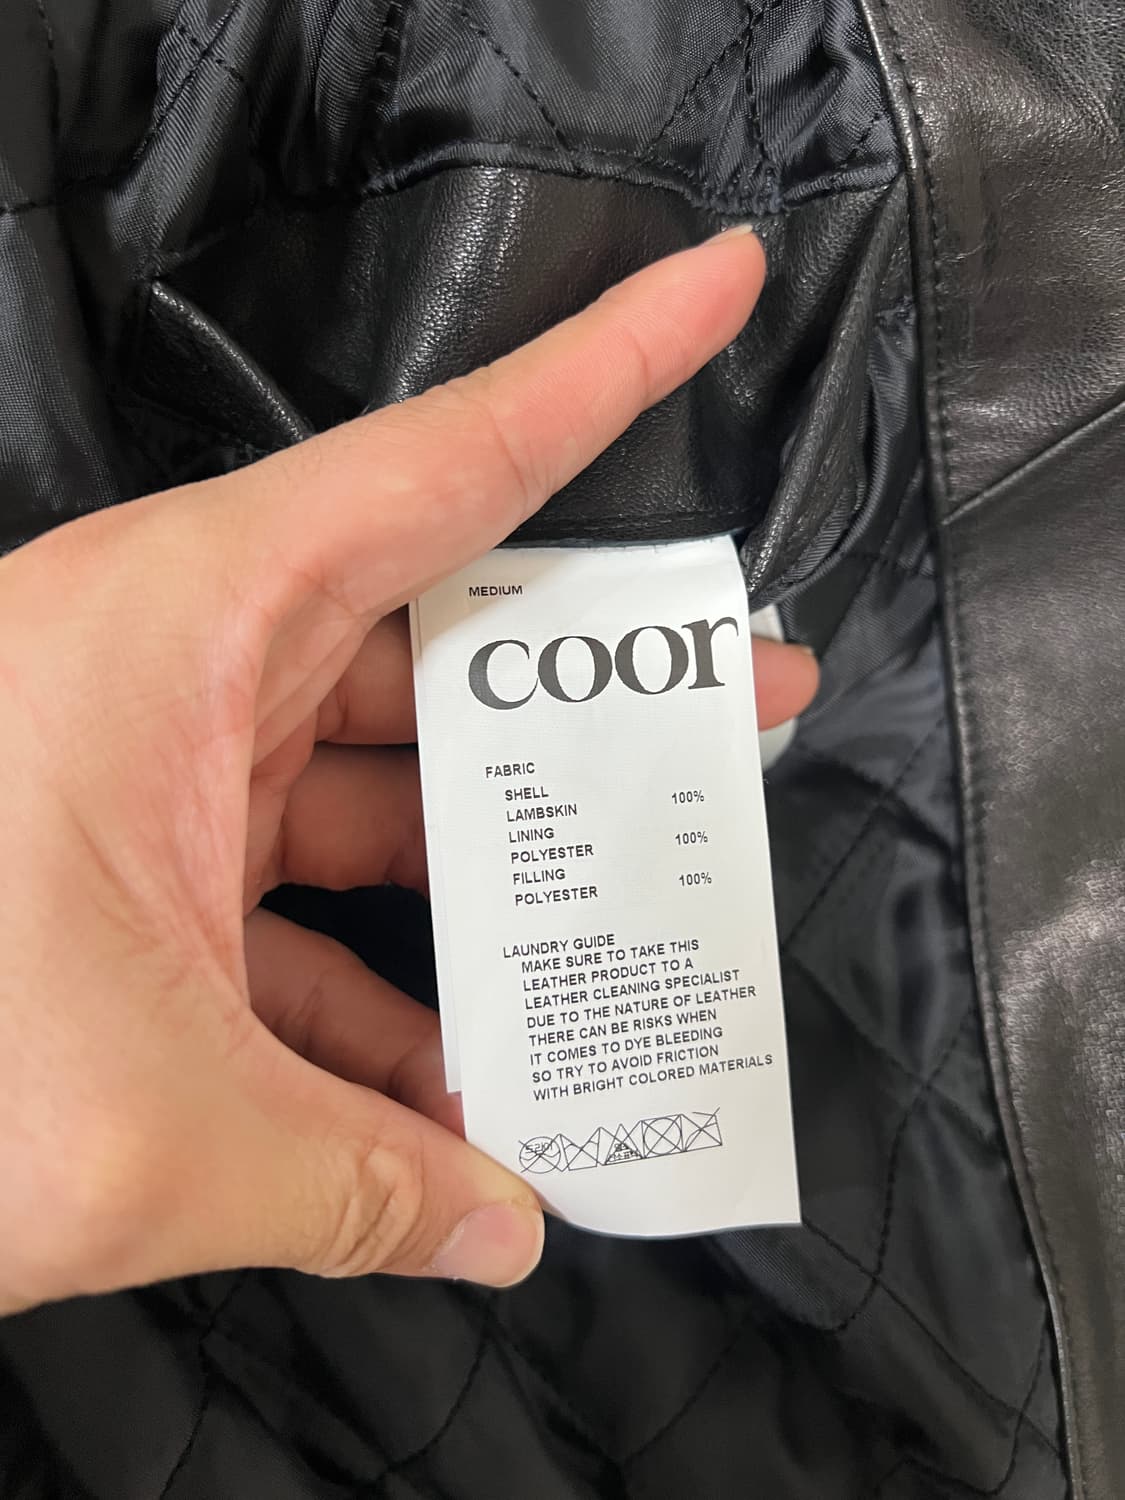 MEDIUM
coor
FABRIC
SHELL
LAMBSKIN 100%
LINING
POLYESTER 100%
FILLING
POLYESTER 100%
LAUNDRY GUIDE
MAKE SURE TO TAKE THIS
LEATHER PRODUCT TO A
LEATHER CLEANING SPECIALIST
DUE TO THE NATURE OF LEATHER
THERE CAN BE RISKS WHEN
IT COMES TO DYE BLEEDING
SO TRY TO AVOID FRICTION
WITH BRIGHT COLORED MATERIALS